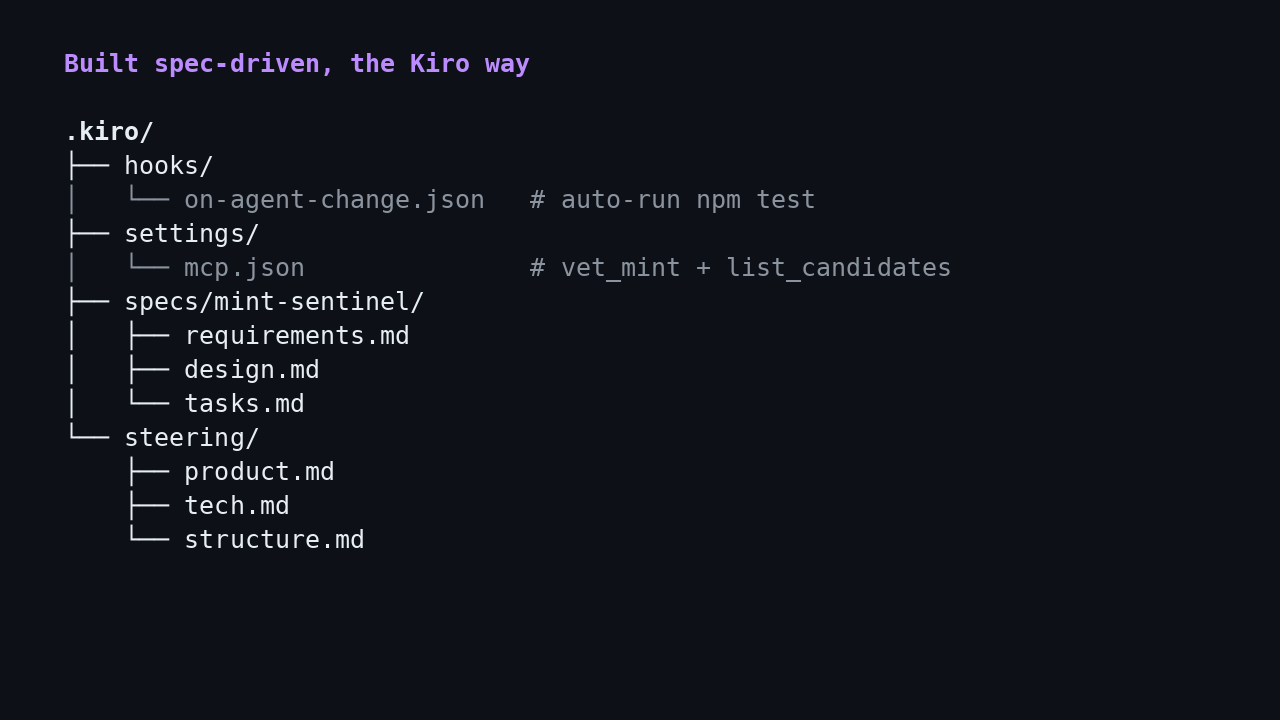 Built spec-driven, the Kiro way
.kiro/
├── hooks/
│   └── on-agent-change.json   # auto-run npm test
├── settings/
│   └── mcp.json               # vet_mint + list_candidates
├── specs/mint-sentinel/
│   ├── requirements.md
│   ├── design.md
│   └── tasks.md
└── steering/
    ├── product.md
    ├── tech.md
    └── structure.md